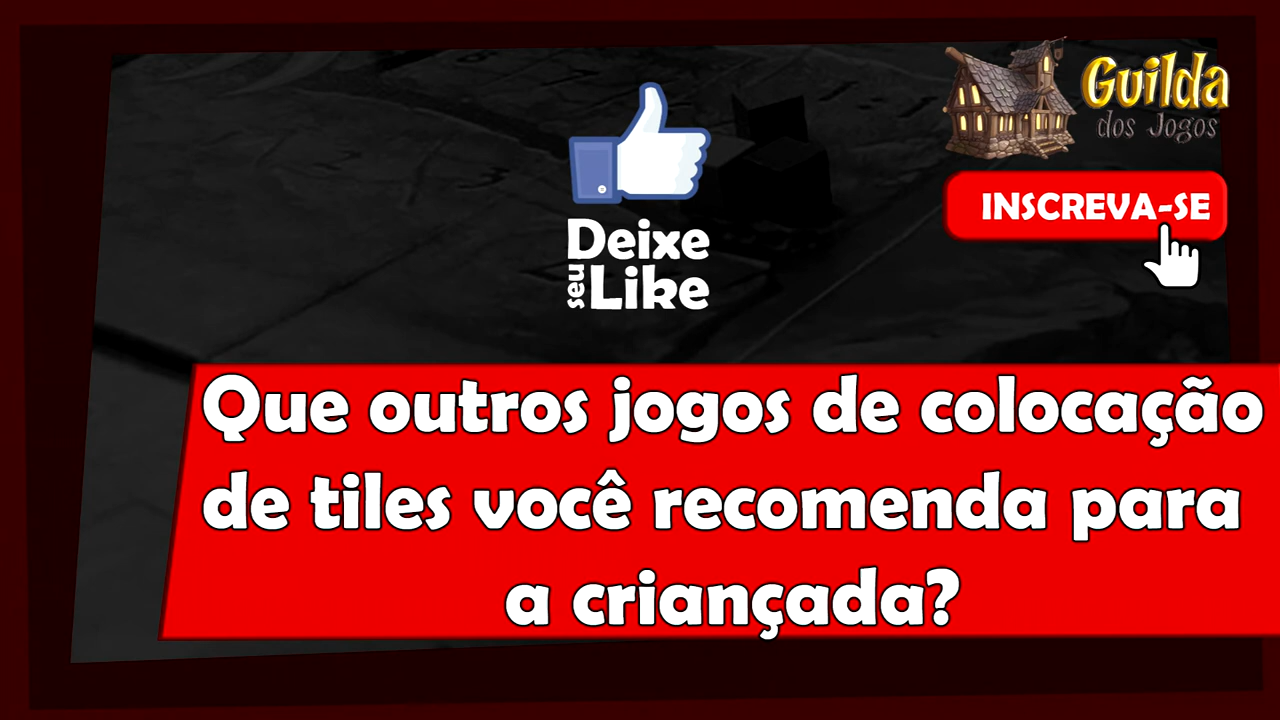 Guilda
dos Jogos
INSCREVA-SE
Deixe
seu Like
Que outros jogos de colocação
de tiles você recomenda para
a criançada?